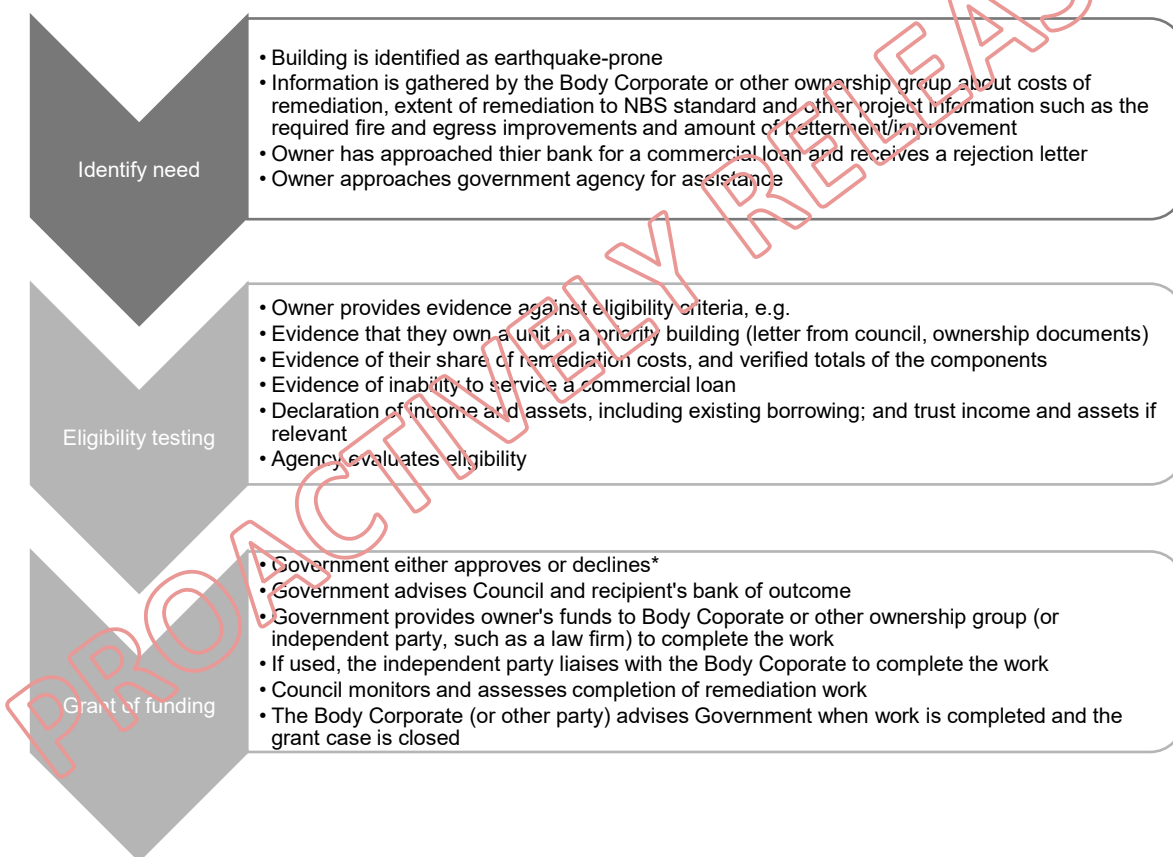 Identify need
• Building is identified as earthquake-prone
• Information is gathered by the Body Corporate or other ownership group about costs of
remediation, extent of remediation to NBS standard and other project information such as the
required fire and egress improvements and amount of betterment/improvement
• Owner has approached thier bank for a commercial loan and receives a rejection letter
• Owner approaches government agency for assistance
Eligibility testing
• Owner provides evidence against eligibility criteria, e.g.
• Evidence that they own a unit in a priority building (letter from council, ownership documents)
• Evidence of their share of remediation costs, and verified totals of the components
• Evidence of inability to service a commercial loan
• Declaration of income and assets, including existing borrowing; and trust income and assets if
relevant
• Agency evaluates eligibility
Grant of funding
• Government either approves or declines*
• Government advises Council and recipient's bank of outcome
• Government provides owner's funds to Body Coporate or other ownership group (or
independent party, such as a law firm) to complete the work
• If used, the independent party liaises with the Body Coporate to complete the work
• Council monitors and assesses completion of remediation work
• The Body Corporate (or other party) advises Government when work is completed and the
grant case is closed
PROACTIVELY RELEAS